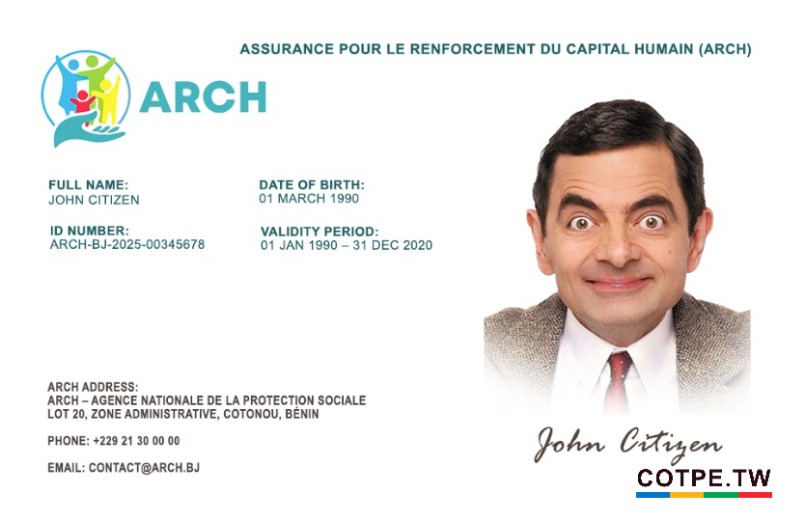 ASSURANCE POUR LE RENFORCEMENT DU CAPITAL HUMAIN (ARCH)
ARCH
FULL NAME:
JOHN CITIZEN
DATE OF BIRTH:
01 MARCH 1990
ID NUMBER:
ARCH-BJ-2025-00345678
VALIDITY PERIOD:
01 JAN 1990 – 31 DEC 2020
ARCH ADDRESS:
ARCH – AGENCE NATIONALE DE LA PROTECTION SOCIALE
LOT 20, ZONE ADMINISTRATIVE, COTONOU, BÉNIN
PHONE: +229 21 30 00 00
EMAIL: CONTACT@ARCH.BJ
John Citizen
COTPE.TW